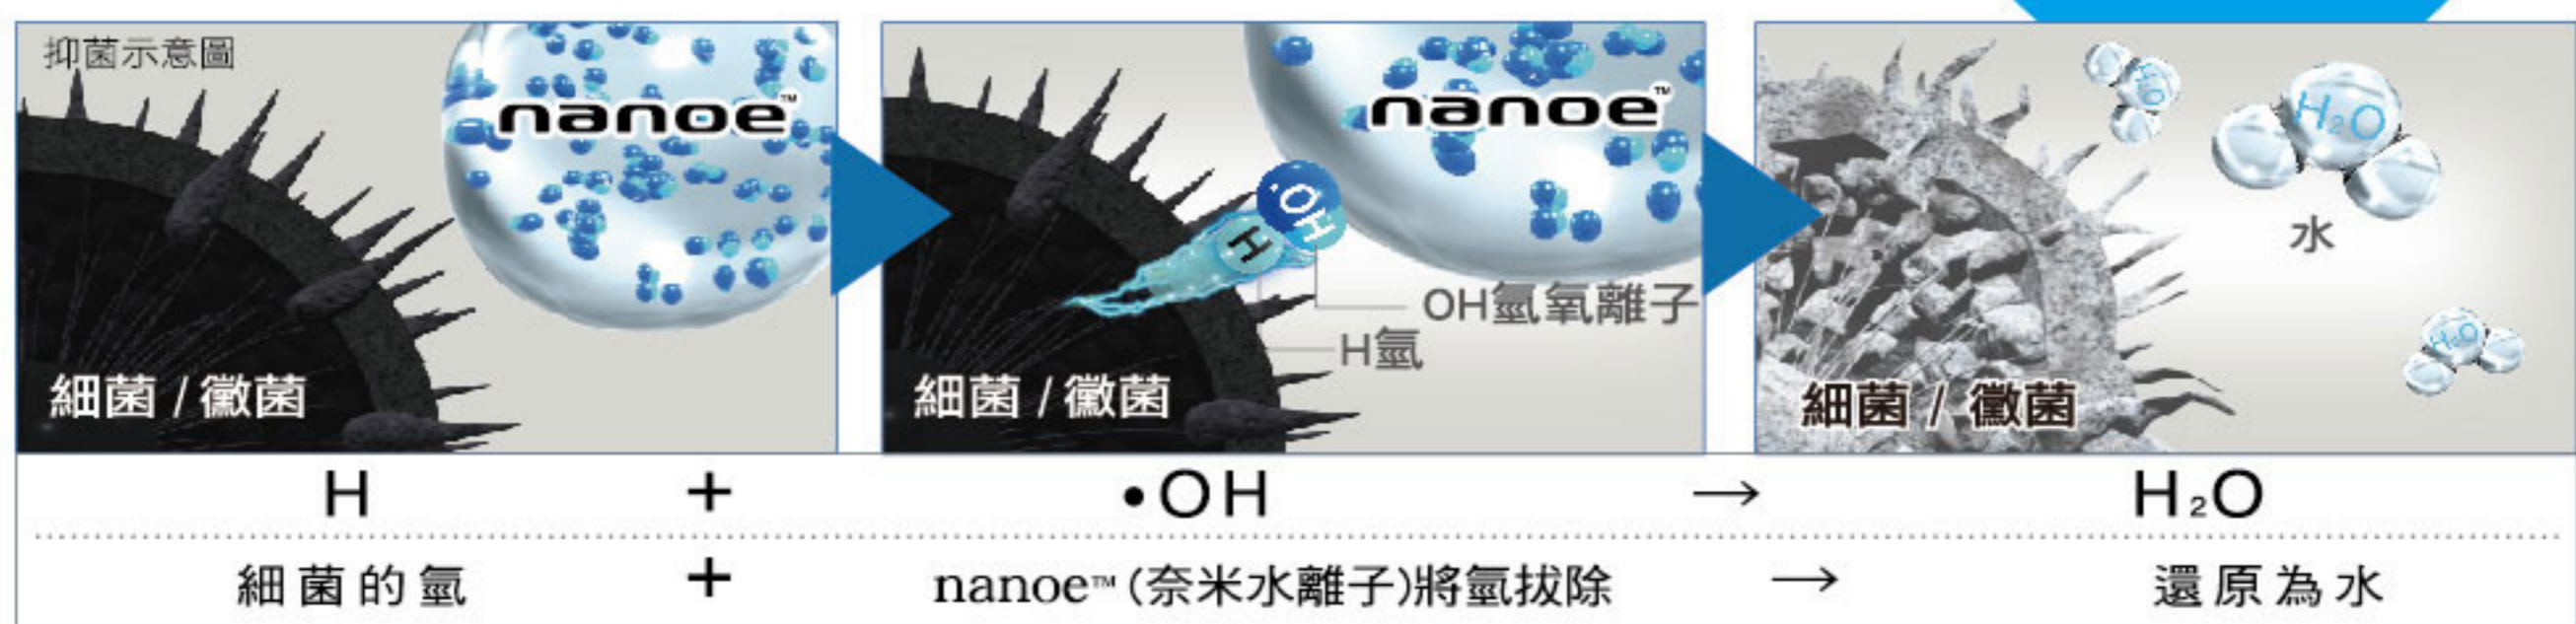 抑菌示意圖
nanoe™
細菌 / 黴菌
nanoe™
·OH
H
OH氫氧離子
H氫
細菌 / 黴菌
H₂O
H₂O
水
H₂O
細菌 / 黴菌
H + •OH → H₂O
細菌的氫 + nanoe™(奈米水離子)將氫拔除 → 還原為水